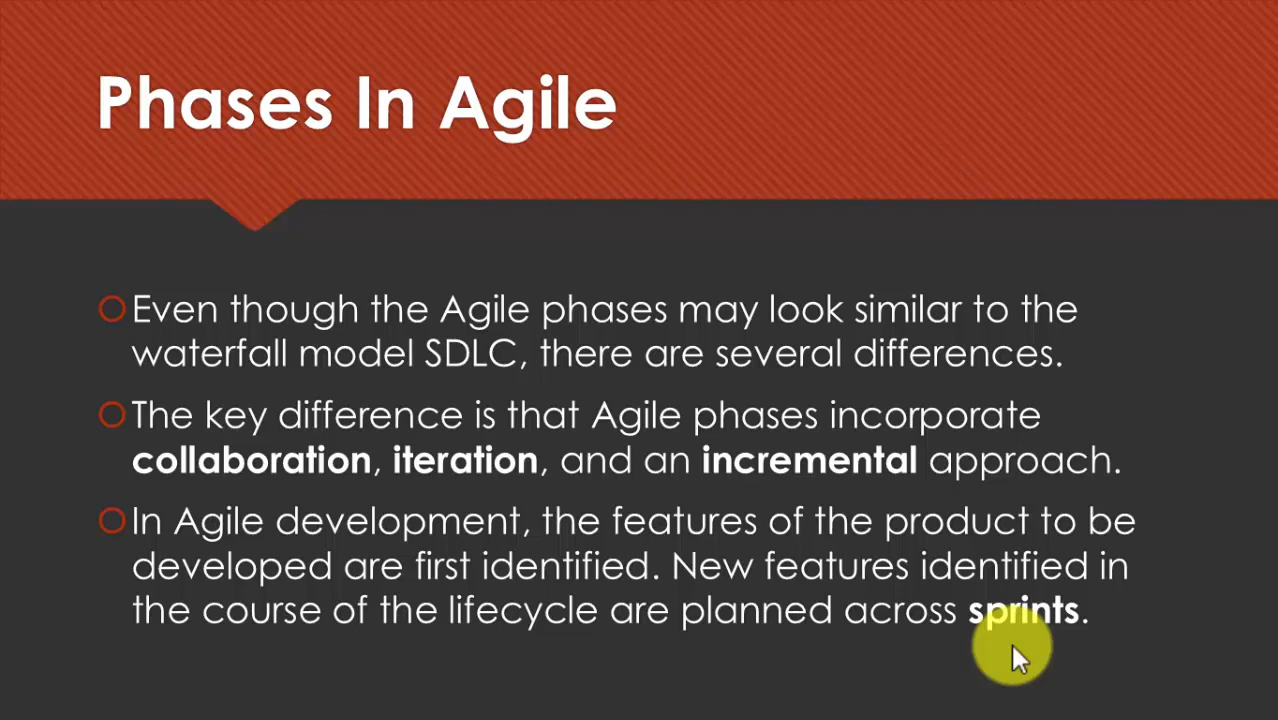 Phases In Agile
Even though the Agile phases may look similar to the
waterfall model SDLC, there are several differences.
The key difference is that Agile phases incorporate
collaboration, iteration, and an incremental approach.
In Agile development, the features of the product to be
developed are first identified. New features identified in
the course of the lifecycle are planned across sprints.